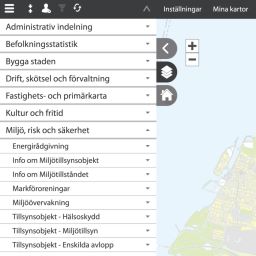 Inställningar
Mina kartor
Administrativ indelning
Befolkningsstatistik
Bygga staden
Drift, skötsel och förvaltning
Fastighets- och primärkarta
Kultur och fritid
Miljö, risk och säkerhet
Energirådgivning
Info om Miljötillsynsobjekt
Info om Miljötillståndet
Markföroreningar
Miljöövervakning
Tillsynsobjekt - Hälsoskydd
Tillsynsobjekt - Miljötillsyn
Tillsynsobjekt - Enskilda avlopp